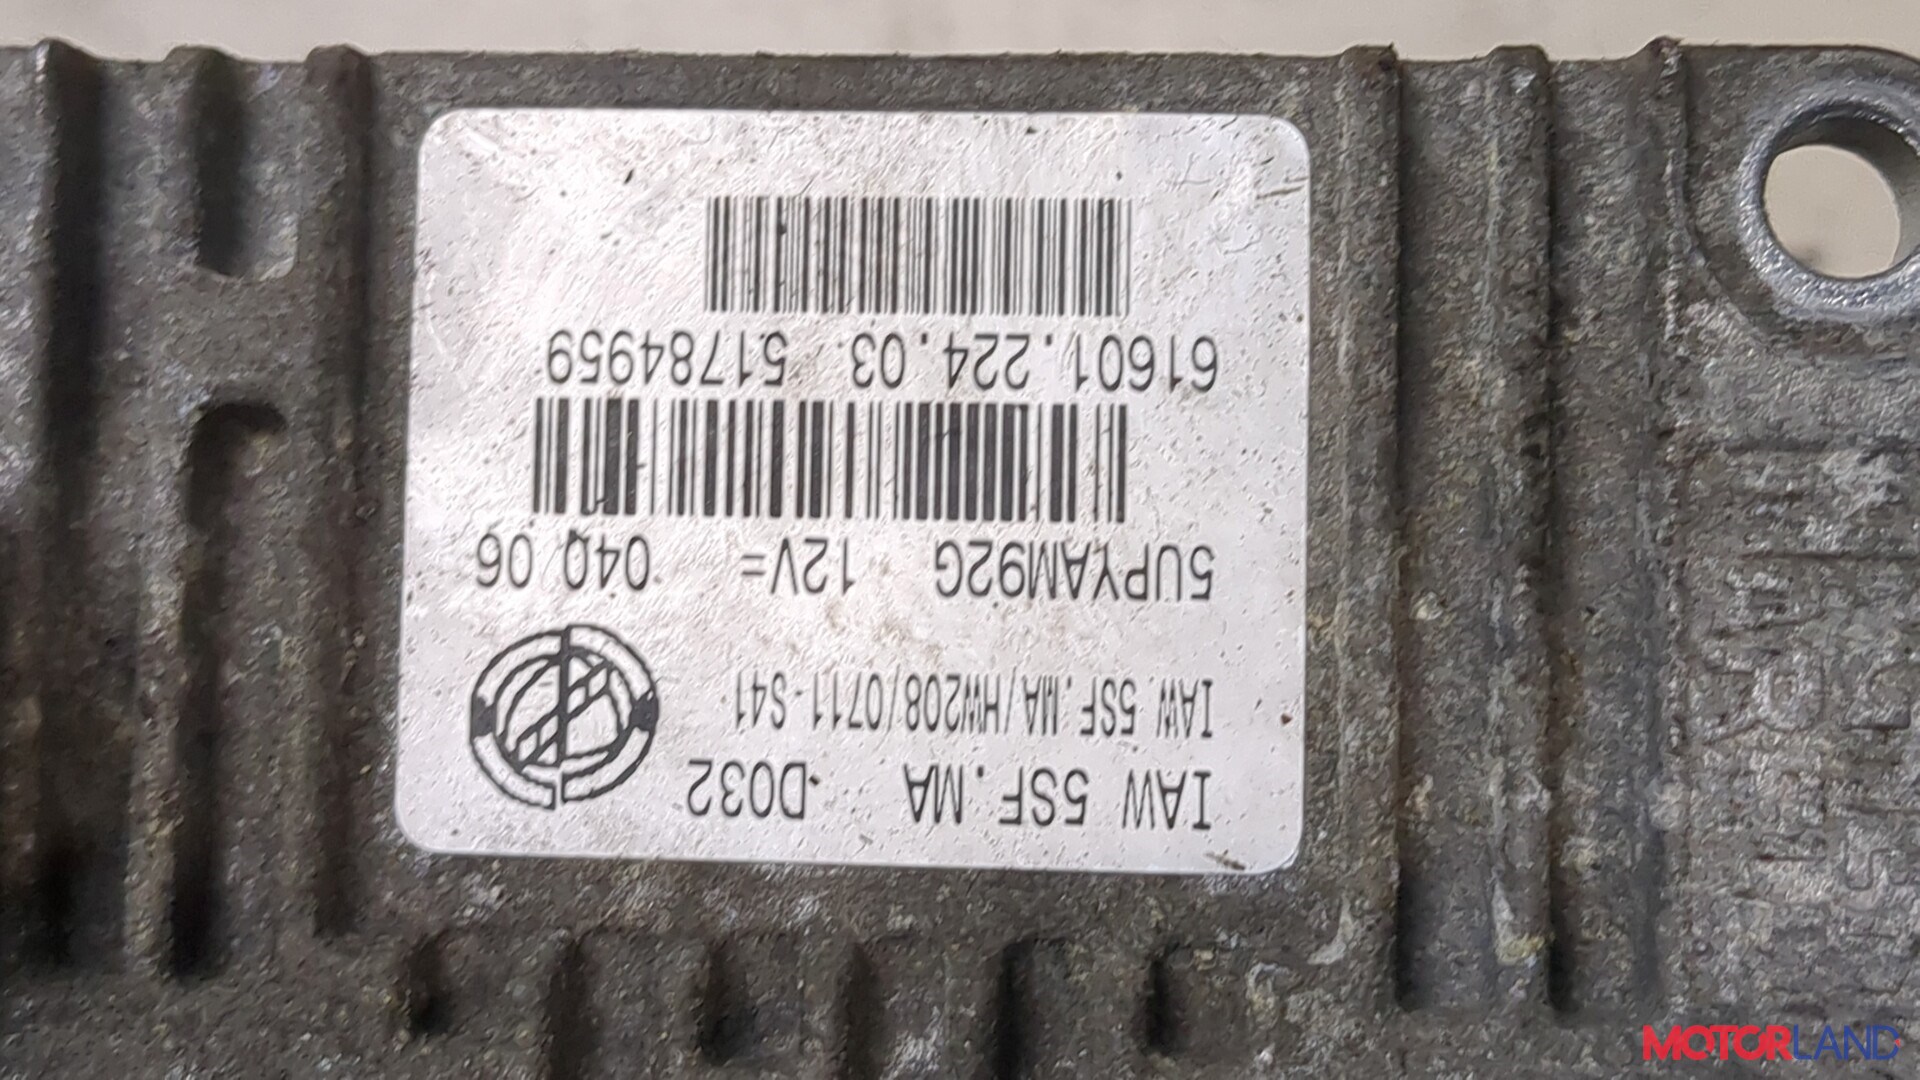 IAW 5SF.MA D032
IAW 5SF.MA/HW208/0711-S41
5UPYAM92G 12V= 040 06
61601.224.03 51784959
MOTORLAND